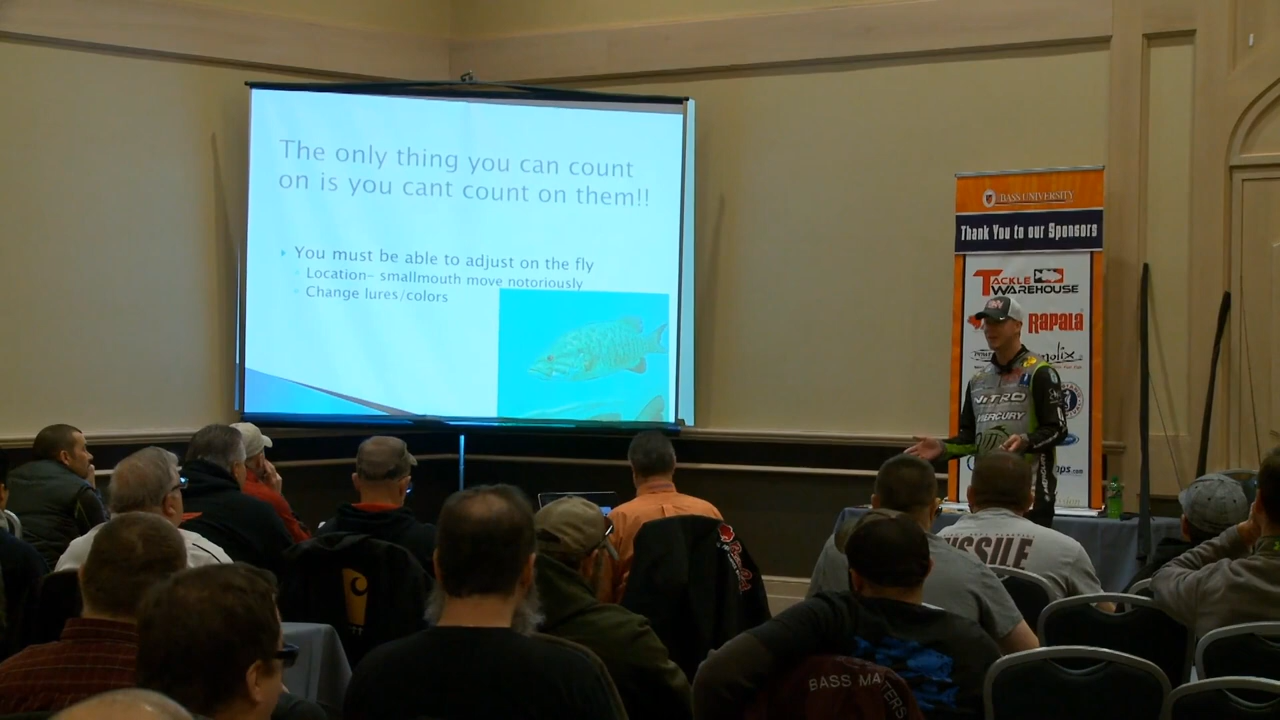 The only thing you can count
on is you cant count on them!!
You must be able to adjust on the fly
Location- smallmouth move notoriously
Change lures/colors
BASS UNIVERSITY
Thank You to our Sponsors
TACKLE
WAREHOUSE
RAPALA
NITRO
MERCURY
MISSILE
BASS MASTERS